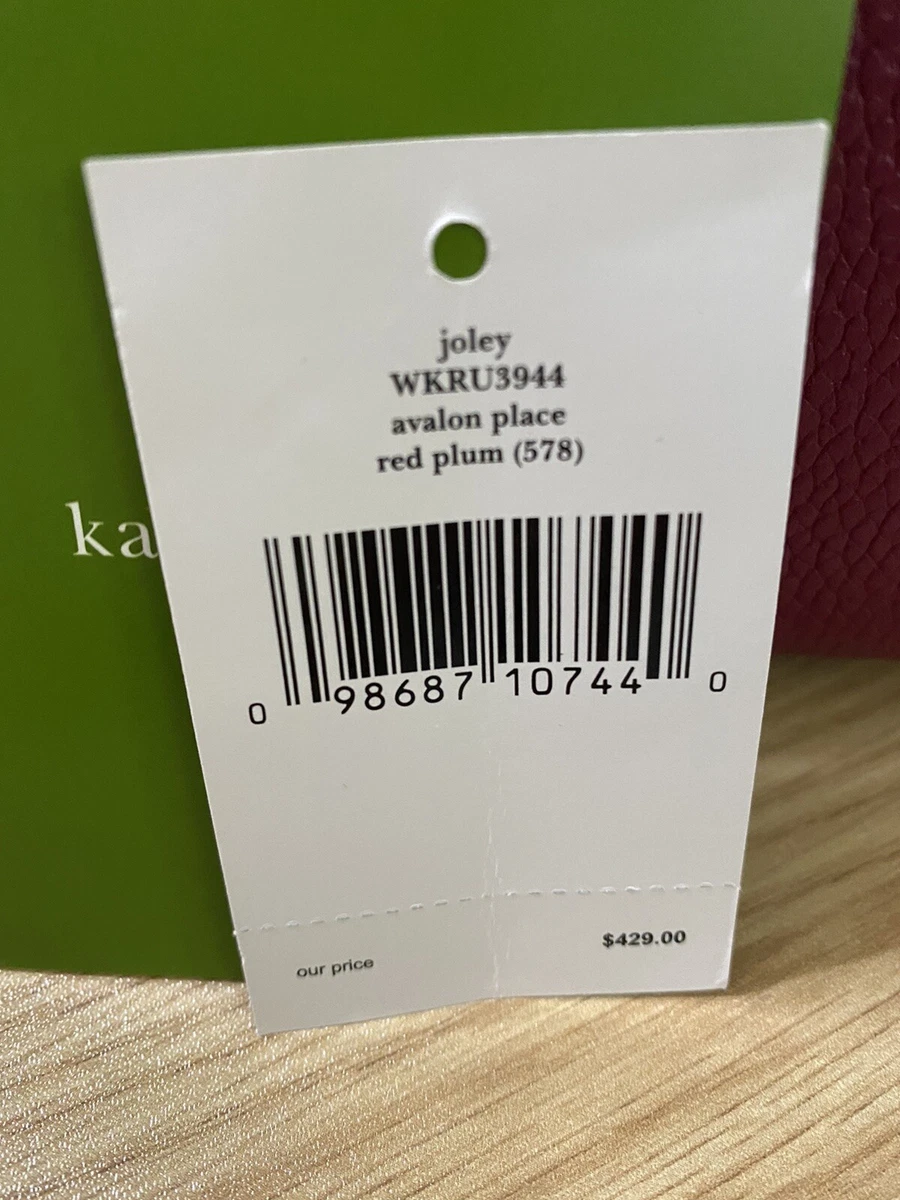 joley
WKRU3944
avalon place
red plum (578)
ka
0 98687 10744 0
our price $429.00